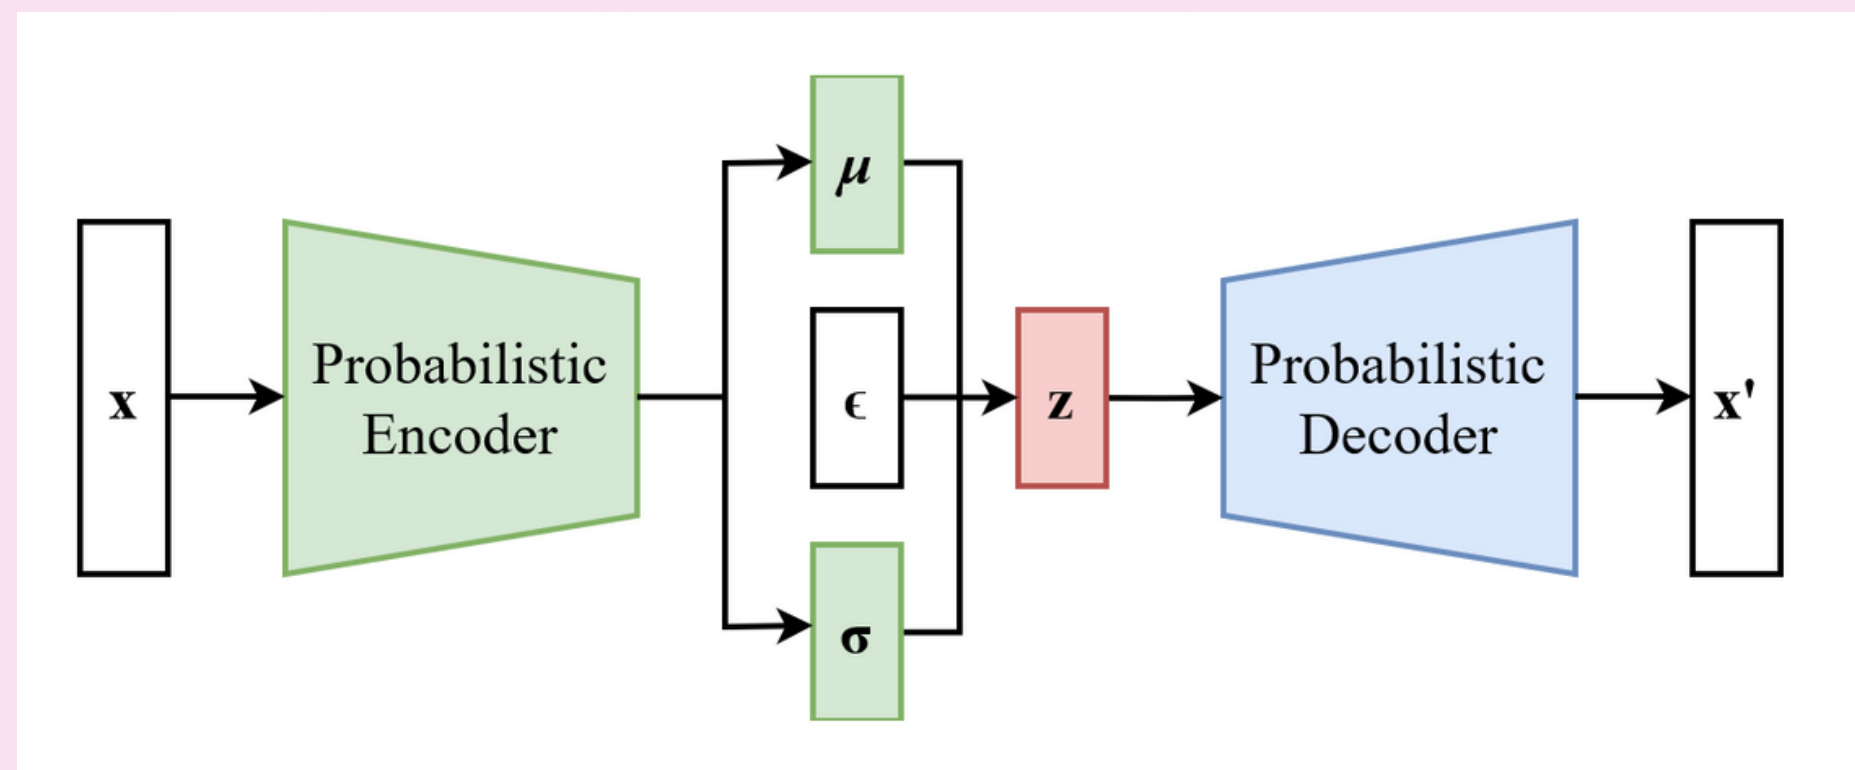 x
Probabilistic
Encoder
μ
ϵ
σ
z
Probabilistic
Decoder
x'